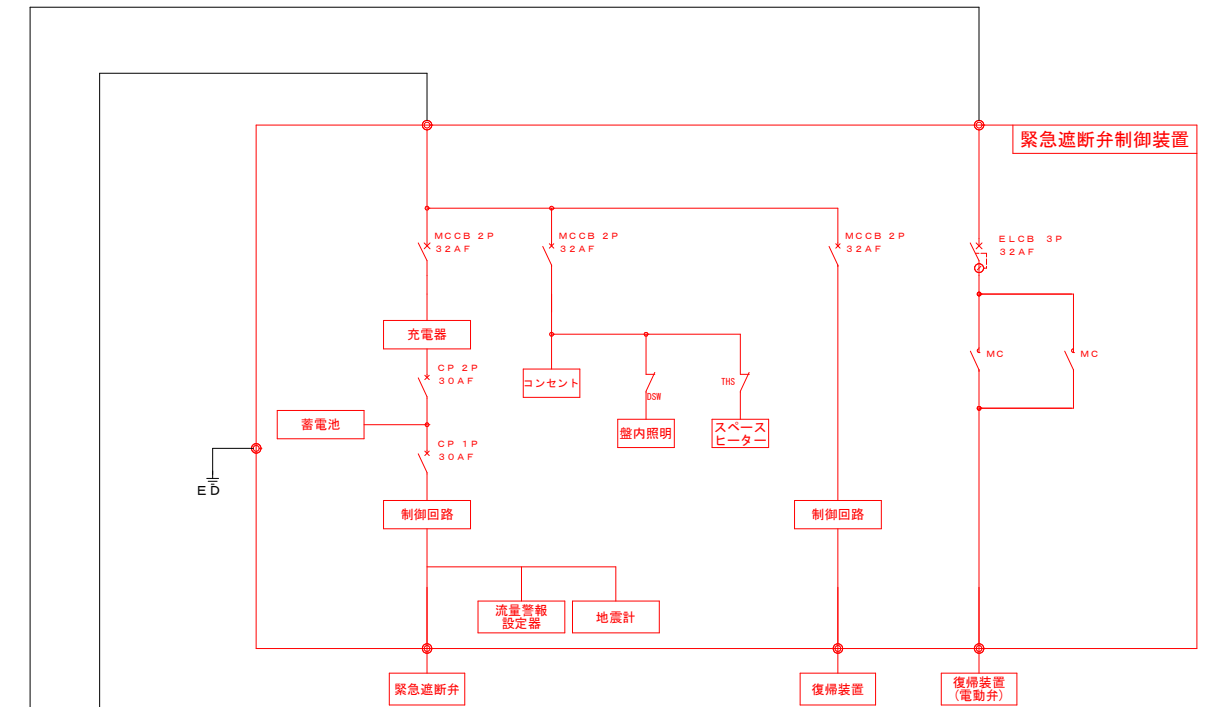 緊急遮断弁制御装置
ＭＣＣＢ ２Ｐ
３２ＡＦ
ＭＣＣＢ ２Ｐ
３２ＡＦ
ＭＣＣＢ ２Ｐ
３２ＡＦ
ＥＬＣＢ ３Ｐ
３２ＡＦ
充電器
ＭＣ
ＭＣ
ＣＰ ２Ｐ
３０ＡＦ
コンセント
THS
DSW
蓄電池
盤内照明
スペース
ヒーター
ＣＰ １Ｐ
３０ＡＦ
ＥＤ
制御回路
制御回路
流量警報
設定器
地震計
緊急遮断弁
復帰装置
復帰装置
(電動弁)